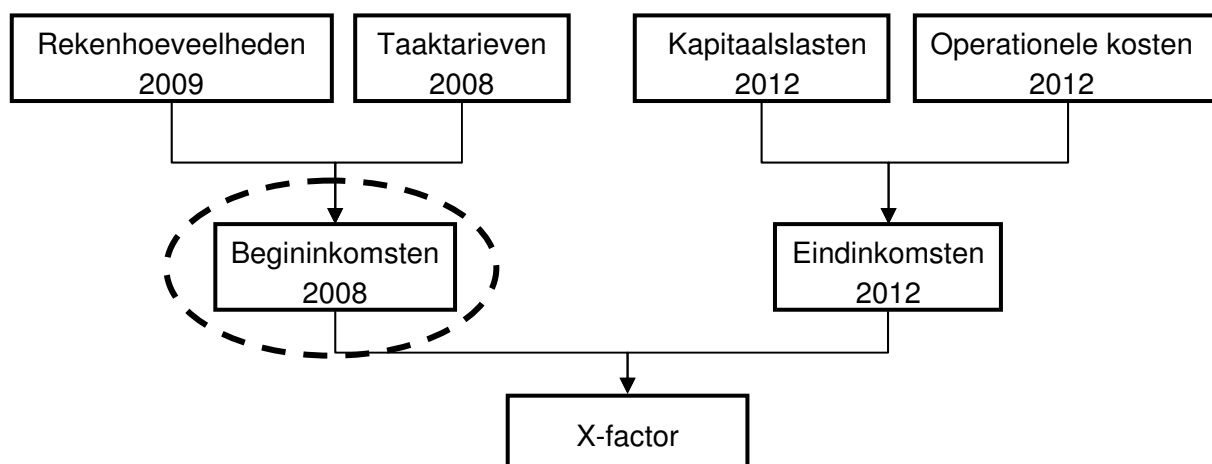 Rekenhoeveelheden
2009
Taaktarieven
2008
Kapitaalslasten
2012
Operationele kosten
2012
Begininkomsten
2008
Eindinkomsten
2012
X-factor